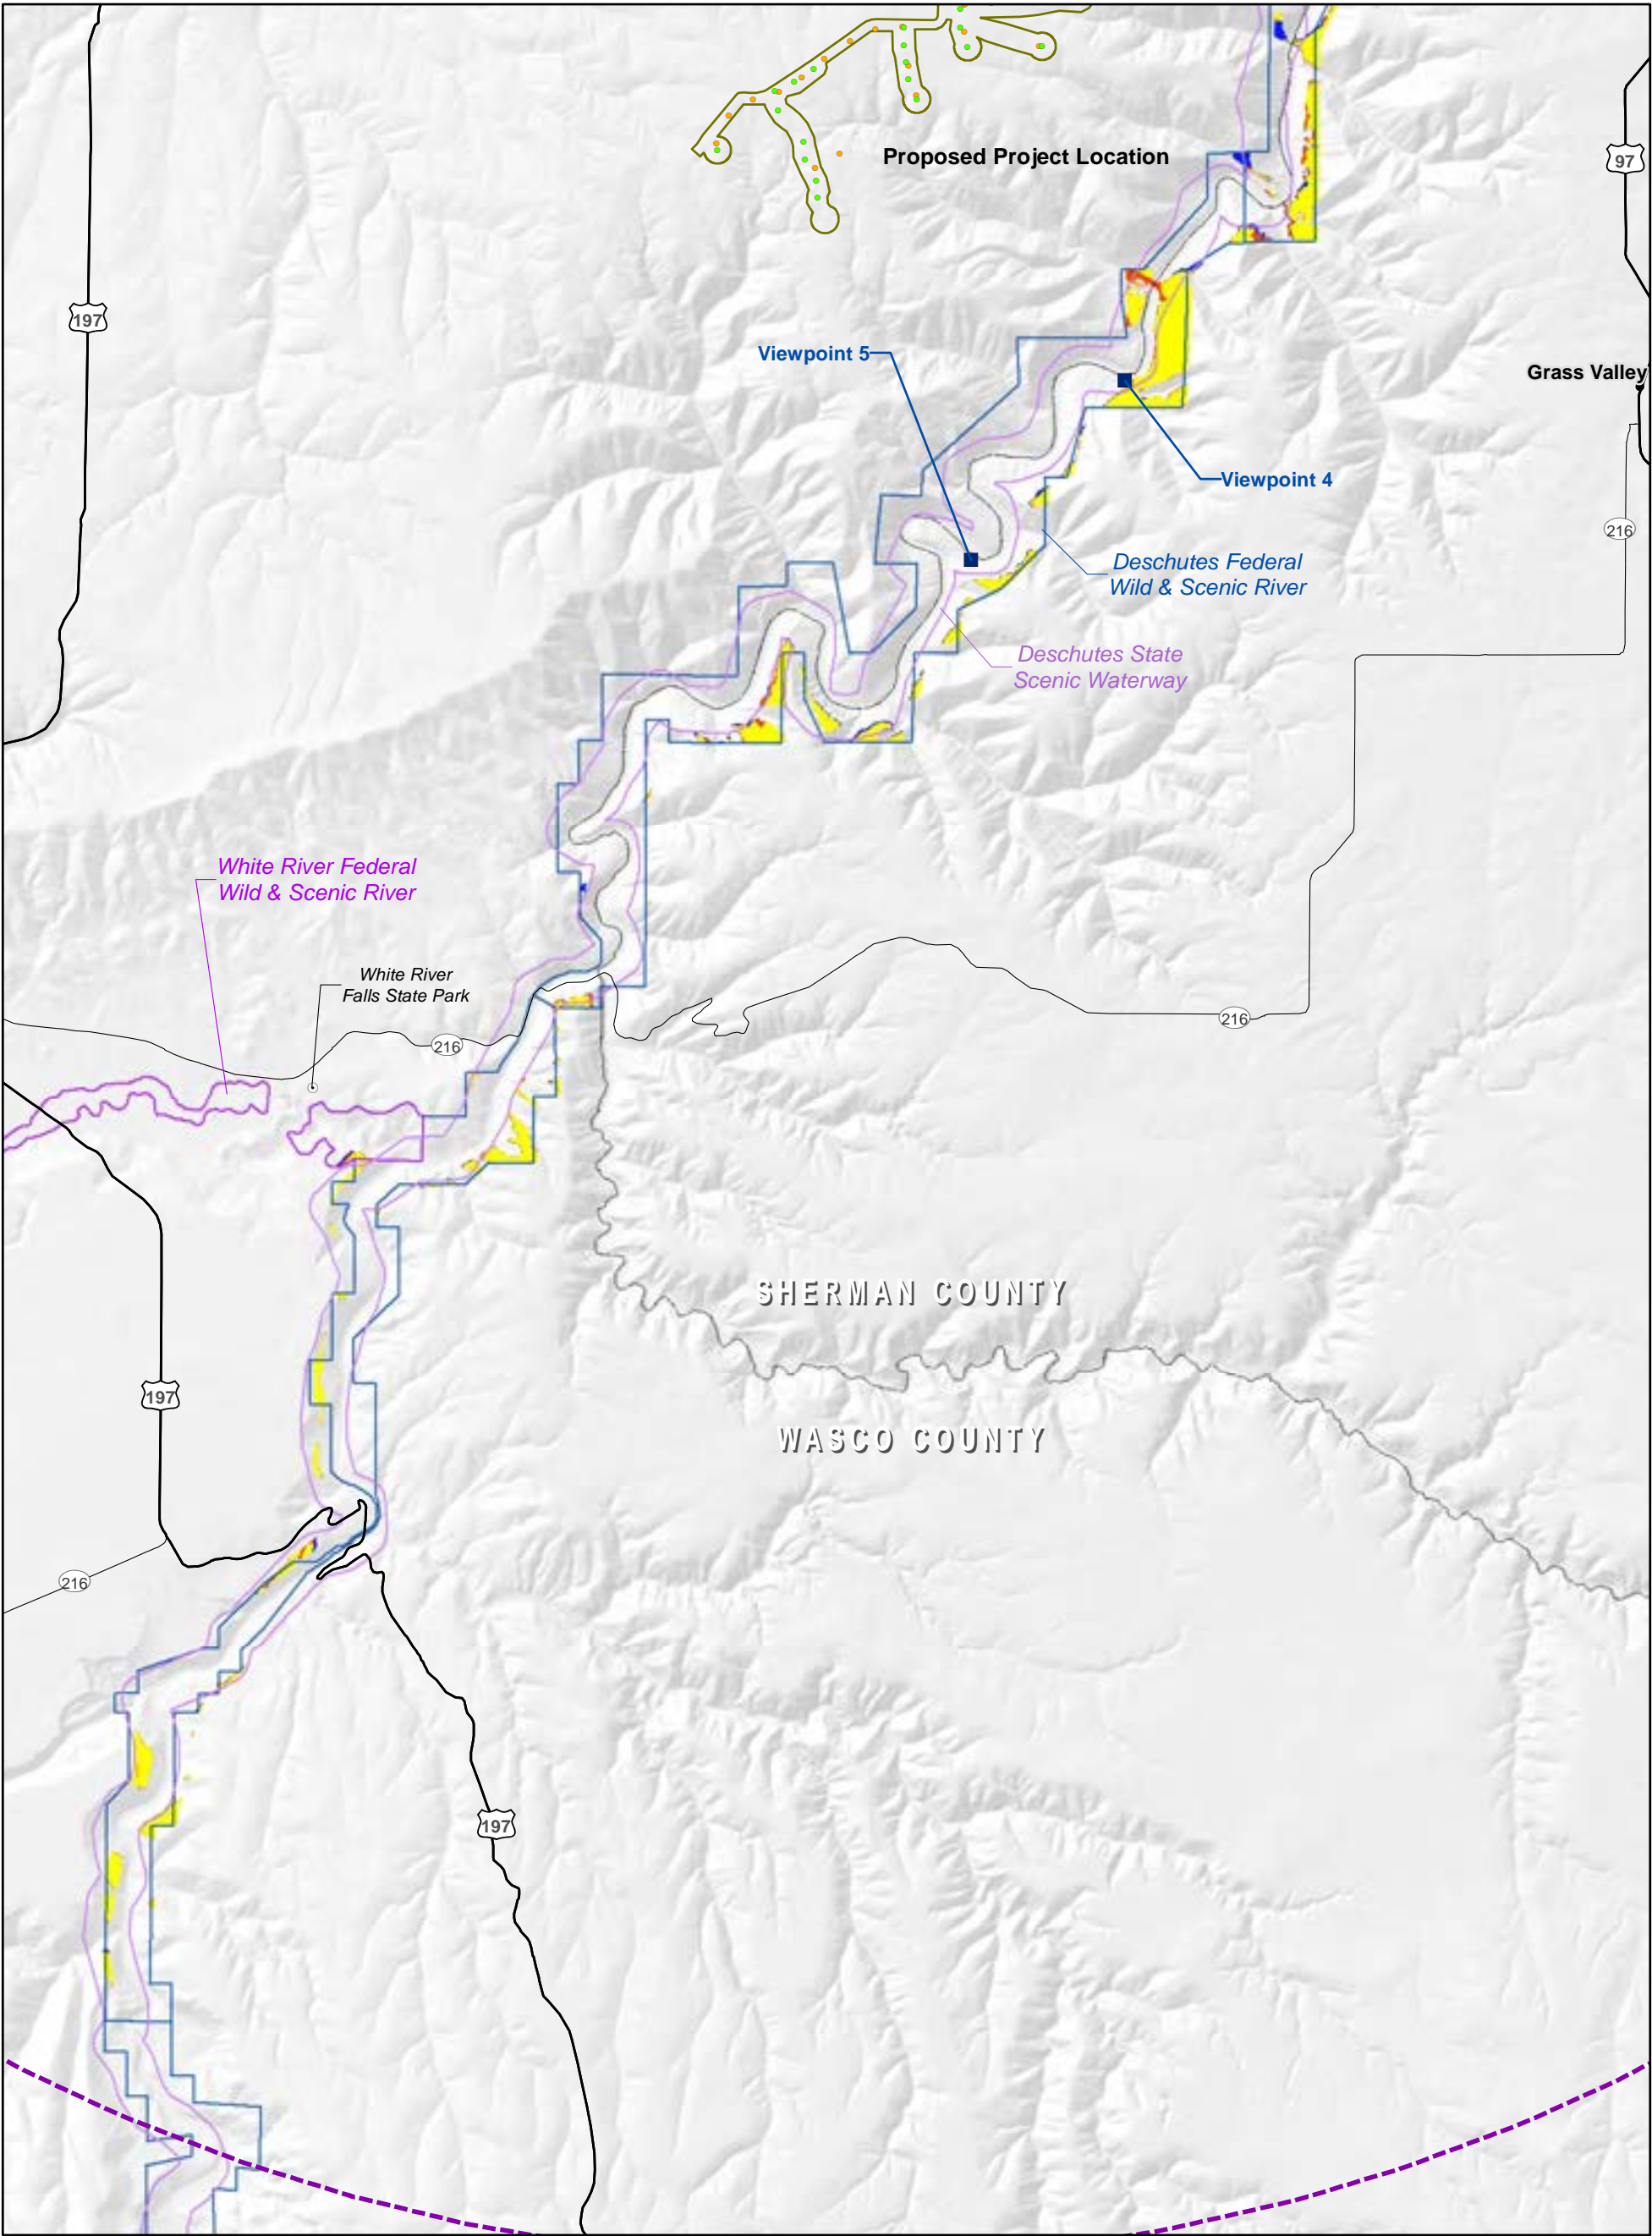 Proposed Project Location
97
197
Viewpoint 5
Grass Valley
Viewpoint 4
216
Deschutes Federal
Wild & Scenic River
Deschutes State
Scenic Waterway
White River Federal
Wild & Scenic River
White River
Falls State Park
216
216
SHERMAN COUNTY
197
WASCO COUNTY
216
197